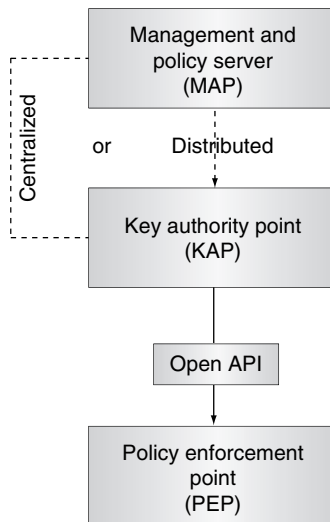 Management and
policy server
(MAP)
Centralized
or
Distributed
Key authority point
(KAP)
Open API
Policy enforcement
point
(PEP)